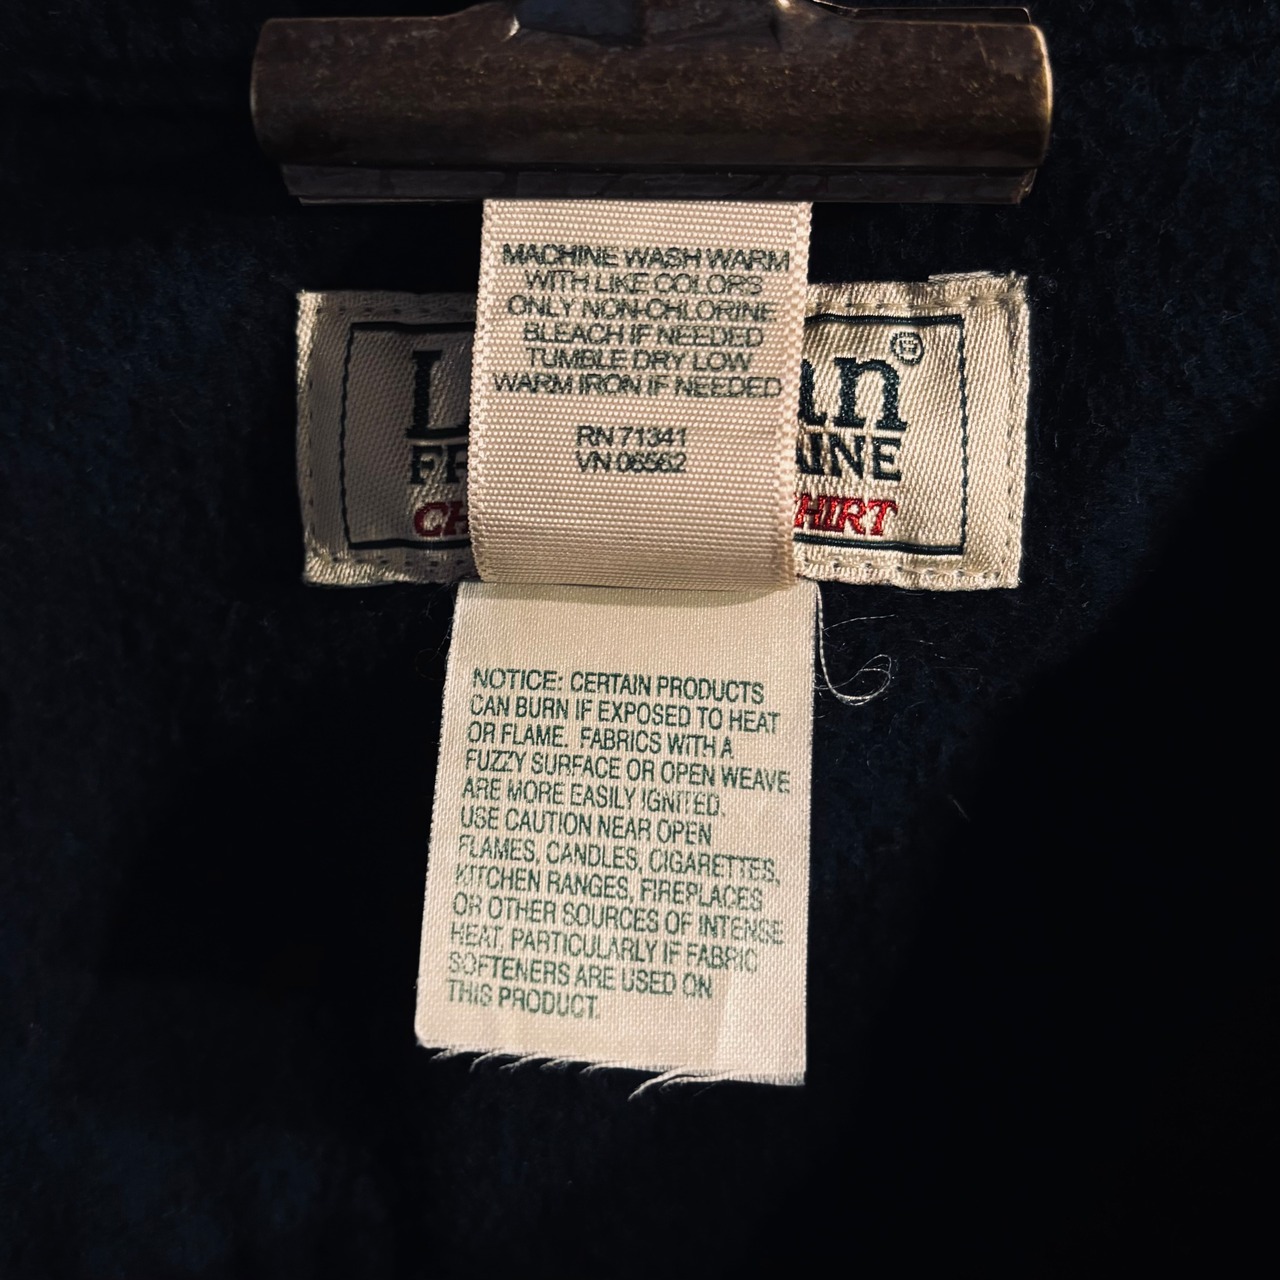 MACHINE WASH WARM
WITH LIKE COLORS
ONLY NON-CHLORINE
BLEACH IF NEEDED
TUMBLE DRY LOW
WARM IRON IF NEEDED
RN 71341
VN 06562
NOTICE: CERTAIN PRODUCTS
CAN BURN IF EXPOSED TO HEAT
OR FLAME. FABRICS WITH A
FUZZY SURFACE OR OPEN WEAVE
ARE MORE EASILY IGNITED.
USE CAUTION NEAR OPEN
FLAMES, CANDLES, CIGARETTES,
KITCHEN RANGES, FIREPLACES
OR OTHER SOURCES OF INTENSE
HEAT, PARTICULARLY IF FABRIC
SOFTENERS ARE USED ON
THIS PRODUCT.